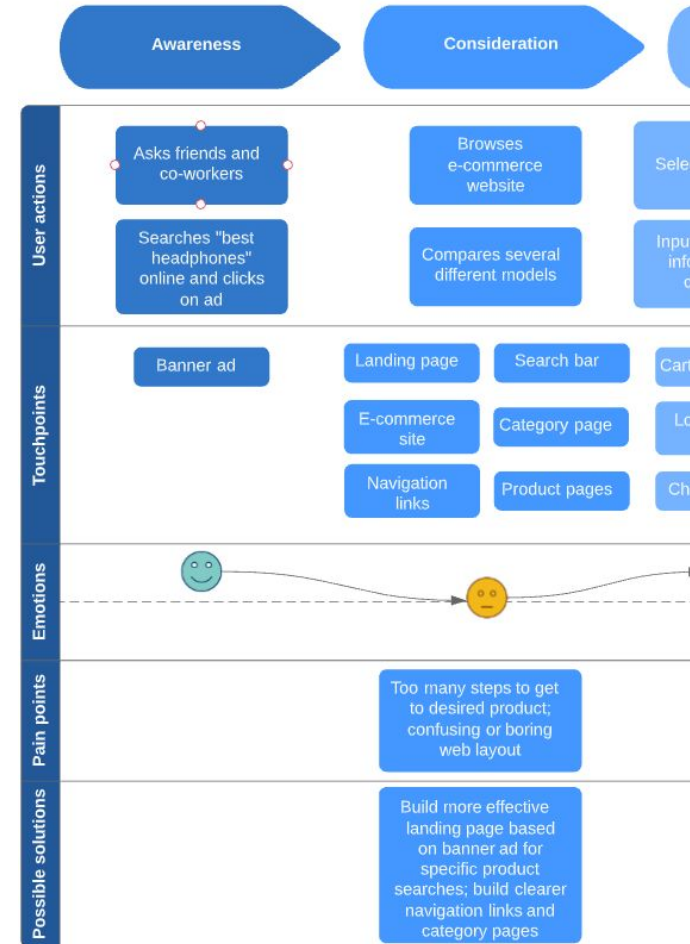 Awareness
Consideration
User actions
Asks friends and
co-workers
Searches "best
headphones"
online and clicks
on ad
Browses
e-commerce
website
Compares several
different models
Touchpoints
Banner ad
Landing page
Search bar
E-commerce
site
Category page
Navigation
links
Product pages
Emotions
Pain points
Too many steps to get
to desired product;
confusing or boring
web layout
Possible solutions
Build more effective
landing page based
on banner ad for
specific product
searches; build clearer
navigation links and
category pages